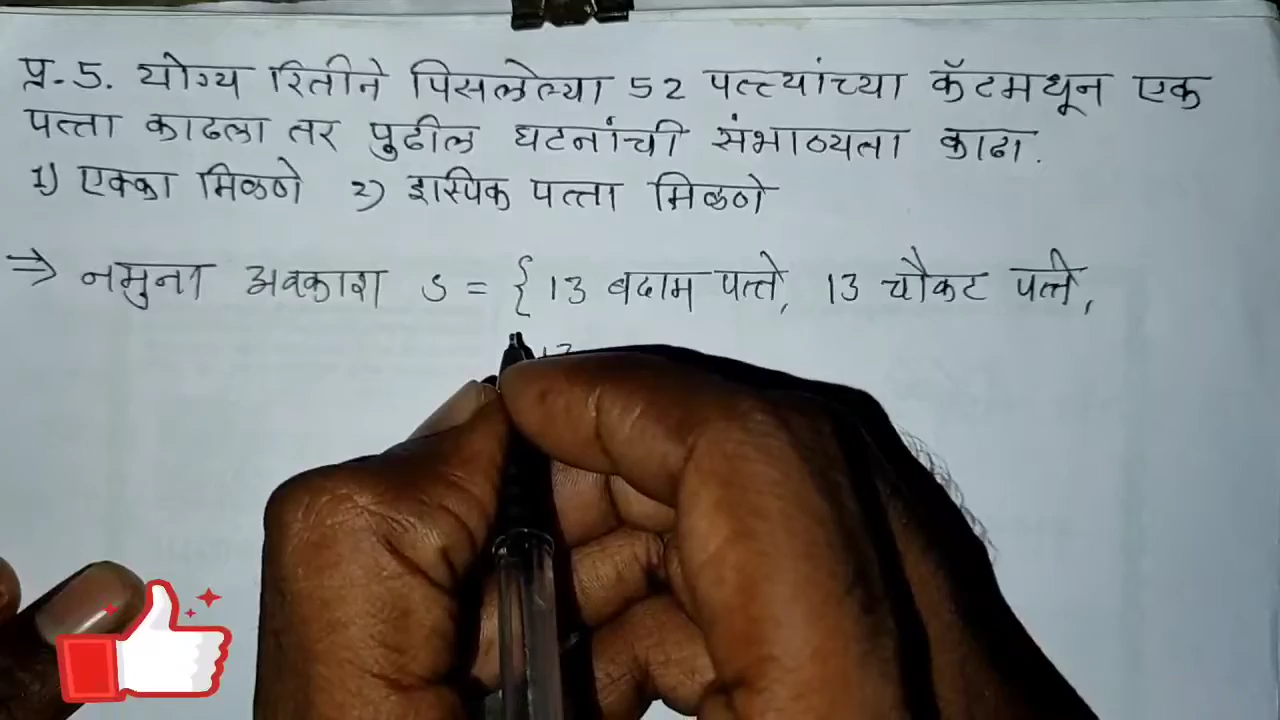 प्र.5. योग्य रितीने पिसलेल्या 52 पत्त्यांच्या कॅटमधून एक
पत्ता काढला तर पुढील घटनांची संभाव्यता काढा.
1) एक्का मिळणे 2) इस्पिक पत्ता मिळणे
⇒ नमुना अवकाश S = { 13 बदाम पत्ते, 13 चौकट पत्ते,